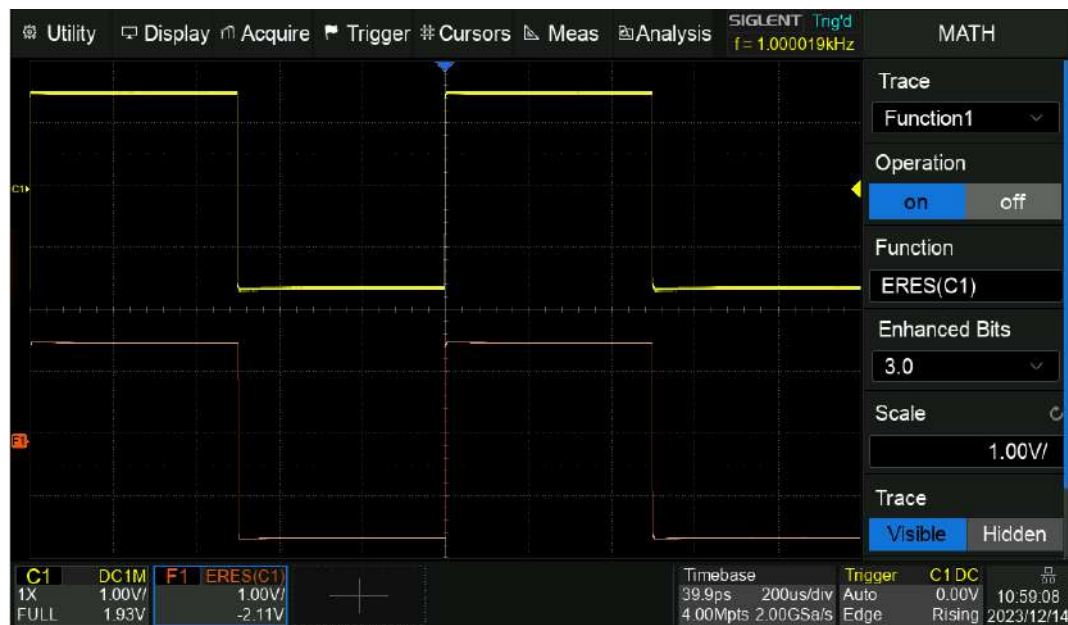 Utility Display Acquire Trigger Cursors Meas Analysis SIGLENT Trig'd MATH
f = 1.000019kHz
Trace
Function1
Operation
on off
C1
Function
ERES(C1)
Enhanced Bits
3.0
Scale
F1
1.00V/
Trace
Visible Hidden
C1 DC1M F1 ERES(C1) Timebase Trigger C1 DC
1X 1.00V/ 1.00V/ 39.9ps 200us/div Auto 0.00V 10:59:08
FULL 1.93V -2.11V 4.00Mpts 2.00GSa/s Edge Rising 2023/12/14